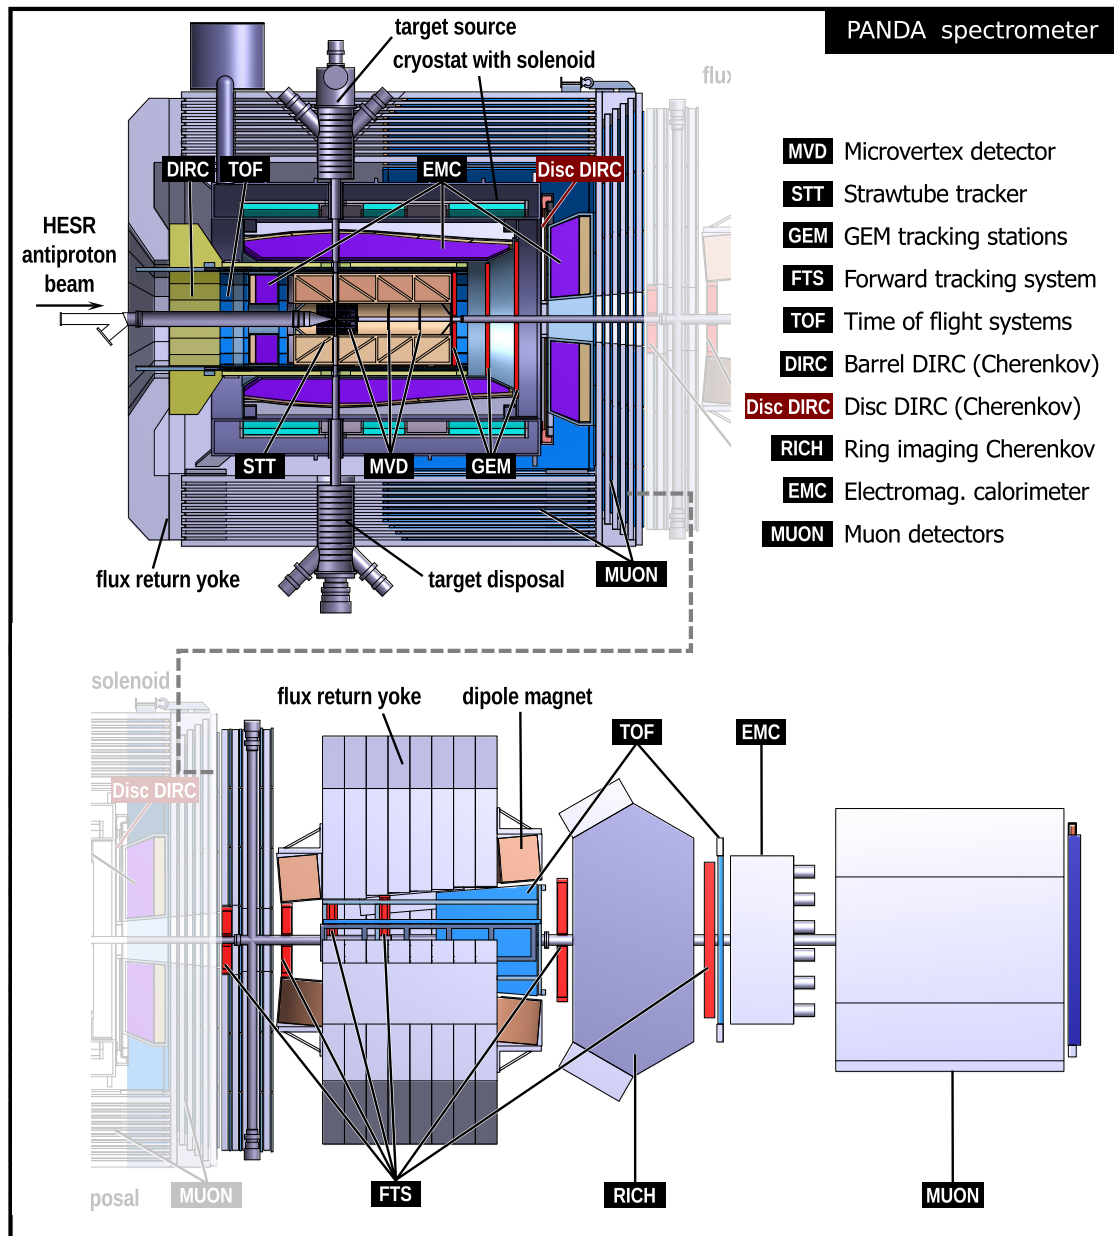 PANDA spectrometer
target source
cryostat with solenoid
flux
DIRC
TOF
EMC
Disc DIRC
HESR
antiproton
beam
STT
MVD
GEM
flux return yoke
target disposal
MUON
MVD Microvertex detector
STT Strawtube tracker
GEM GEM tracking stations
FTS Forward tracking system
TOF Time of flight systems
DIRC Barrel DIRC (Cherenkov)
Disc DIRC Disc DIRC (Cherenkov)
RICH Ring imaging Cherenkov
EMC Electromag. calorimeter
MUON Muon detectors
solenoid
flux return yoke
dipole magnet
TOF
EMC
Disc DIRC
posal
MUON
FTS
RICH
MUON